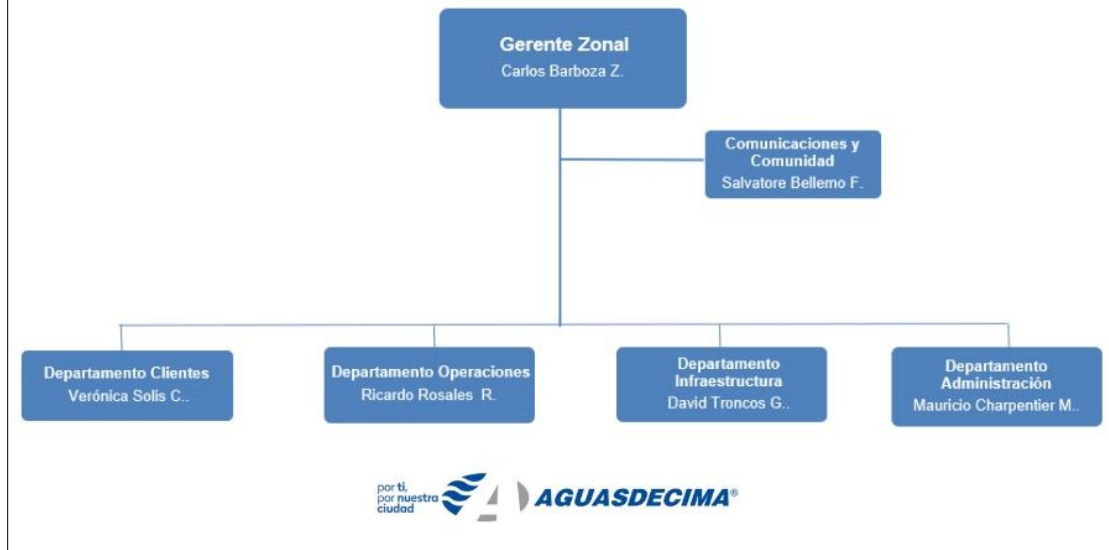 Gerente Zonal
Carlos Barboza Z.
Comunicaciones y
Comunidad
Salvatore Bellemo F.
Departamento Clientes
Verónica Solis C..
Departamento Operaciones
Ricardo Rosales R.
Departamento
Infraestructura
David Troncos G..
Departamento
Administración
Mauricio Charpentier M..
por ti,
por nuestra
ciudad
AGUASDECIMA®